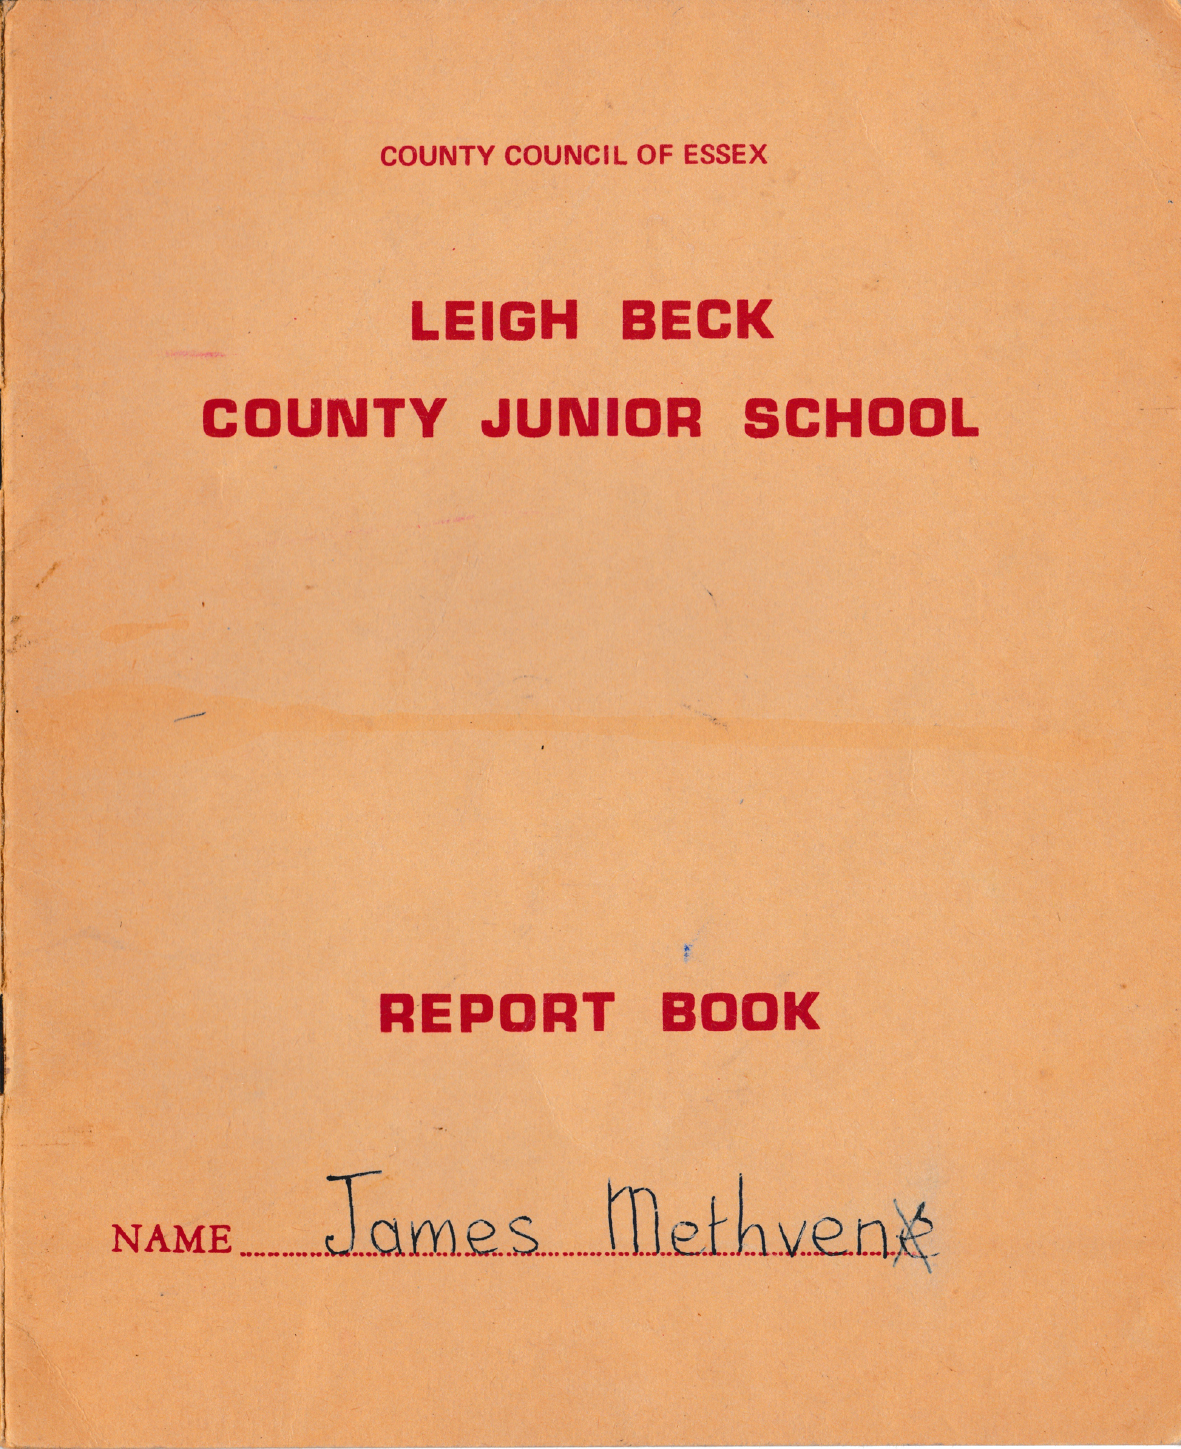 COUNTY COUNCIL OF ESSEX
LEIGH BECK
COUNTY JUNIOR SCHOOL
REPORT BOOK
NAME James Methven